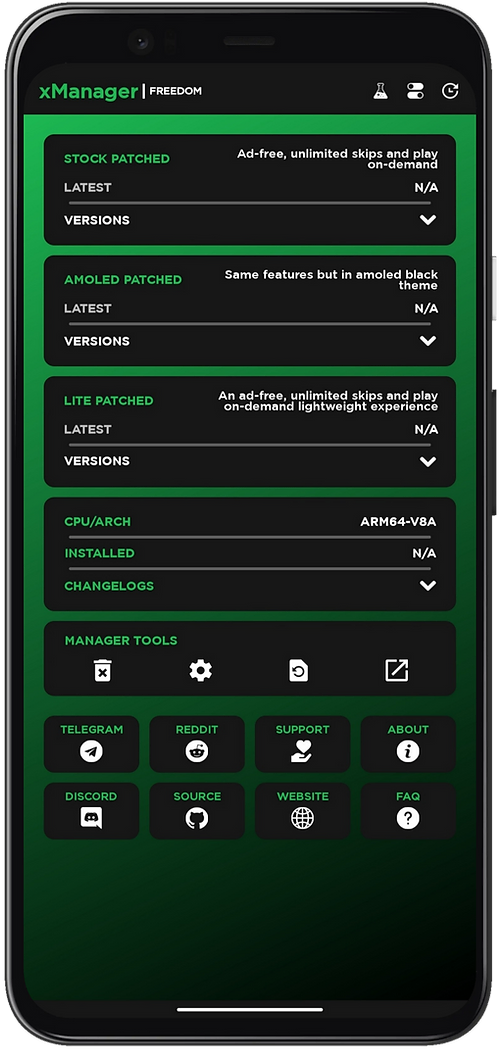 xManager | FREEDOM
STOCK PATCHED
Ad-free, unlimited skips and play
on-demand
LATEST N/A
VERSIONS
AMOLED PATCHED
Same features but in amoled black
theme
LATEST N/A
VERSIONS
LITE PATCHED
An ad-free, unlimited skips and play
on-demand lightweight experience
LATEST N/A
VERSIONS
CPU/ARCH ARM64-V8A
INSTALLED N/A
CHANGELOGS
MANAGER TOOLS
TELEGRAM REDDIT SUPPORT ABOUT
DISCORD SOURCE WEBSITE FAQ